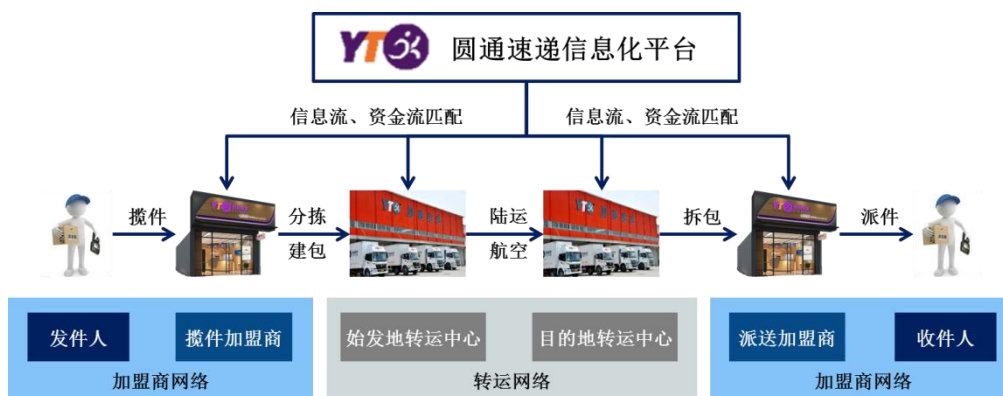 YTO 圆通速递信息化平台
信息流、资金流匹配
信息流、资金流匹配
揽件
分拣
建包
陆运
航空
拆包
派件
发件人
揽件加盟商
始发地转运中心
目的地转运中心
派送加盟商
收件人
加盟商网络
转运网络
加盟商网络